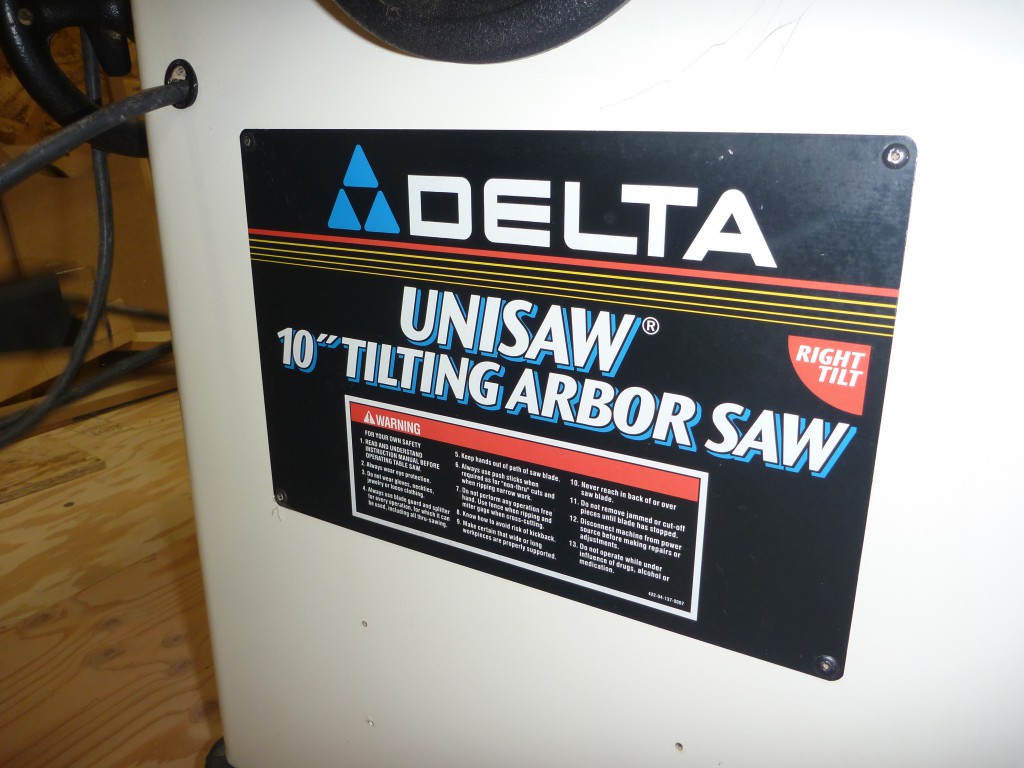 DELTA
UNISAW®
10" TILTING ARBOR SAW
RIGHT
TILT
WARNING
FOR YOUR OWN SAFETY
1. READ AND UNDERSTAND
INSTRUCTION MANUAL BEFORE
OPERATING TABLE SAW.
2. Always wear eye protection.
3. Do not wear gloves, neckties,
jewelry or loose clothing.
4. Always use blade guard and splitter
for every operation, for which it can
be used, including all thru-sawing.
5. Keep hands out of path of saw blade.
6. Always use push sticks when
required as for "non-thru" cuts and
when ripping narrow work.
7. Do not perform any operation free
hand. Use fence when ripping and
miter gage when cross-cutting.
8. Know how to avoid risk of kickback.
9. Make certain that wide or long
workpieces are properly supported.
10. Never reach in back of or over
saw blade.
11. Do not remove jammed or cut-off
pieces until blade has stopped.
12. Disconnect machine from power
source before making repairs or
adjustments.
13. Do not operate while under
influence of drugs, alcohol or
medication.
422-04-137-0007